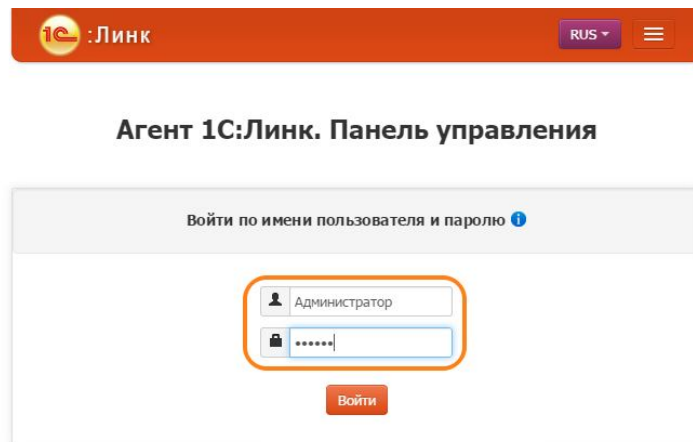 1С :Линк
RUS
Агент 1С:Линк. Панель управления
Войти по имени пользователя и паролю
Администратор
••••••
Войти